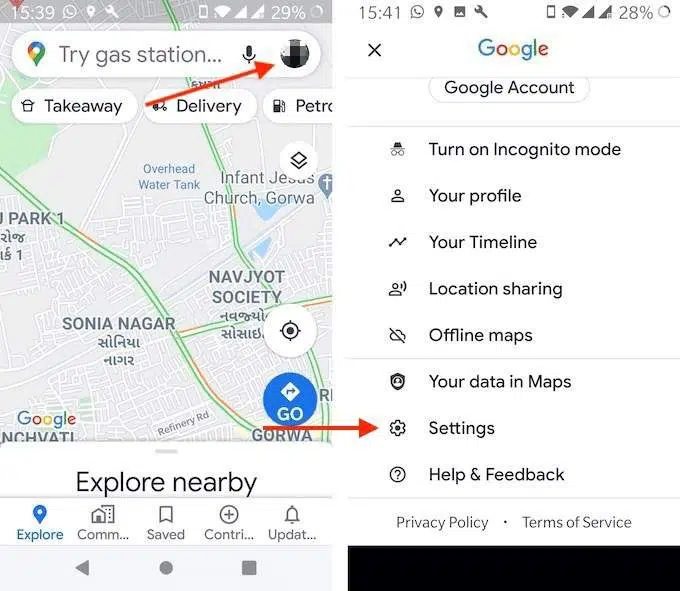 15:39
29%
Try gas station...
Takeaway
Delivery
Petro
Overhead
Water Tank
Infant Jesus
Church, Gorwa
J PARK 1
NAVJYOT
SOCIETY
SONIA NAGAR
સોનિયા
નાગર
GO
Google
Refinery Rd
NCHVATI
GORWA
Explore nearby
Explore
Comm...
Saved
Contri...
Updat...
15:41
28%
Google
Google Account
Turn on Incognito mode
Your profile
Your Timeline
Location sharing
Offline maps
Your data in Maps
Settings
Help & Feedback
Privacy Policy • Terms of Service